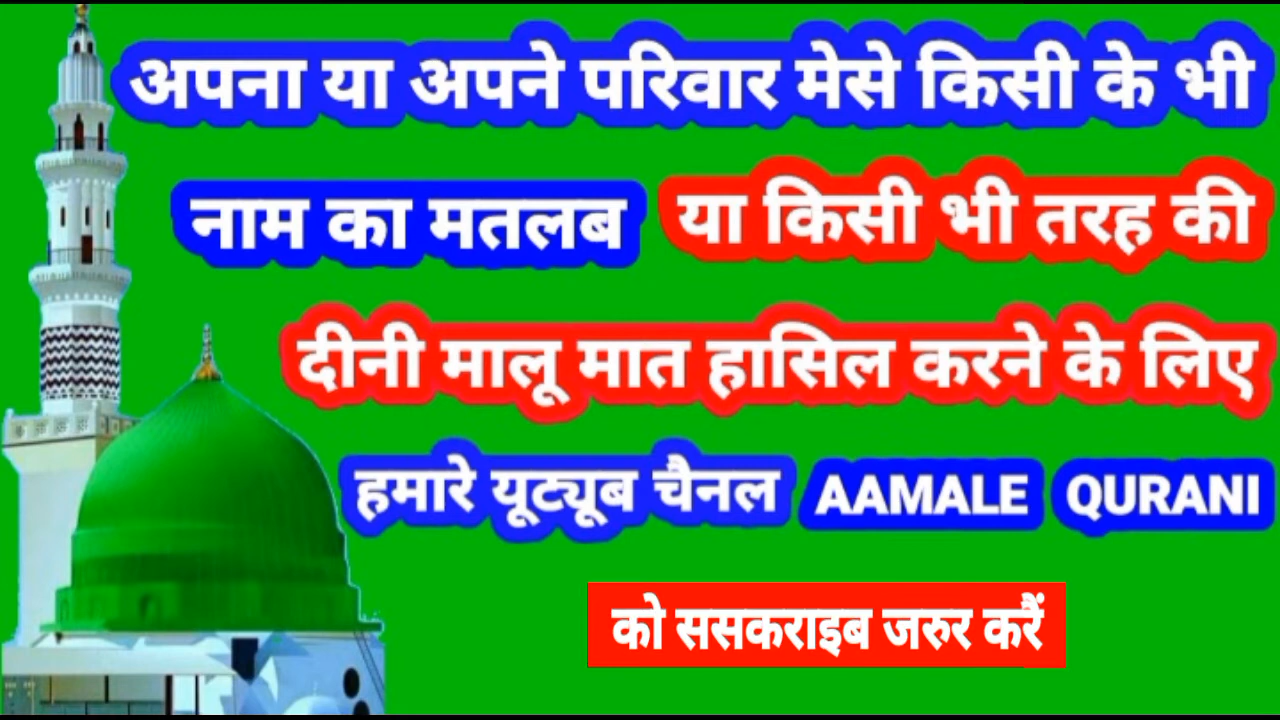 अपना या अपने परिवार मेसे किसी के भी
नाम का मतलब या किसी भी तरह की
दीनी मालू मात हासिल करने के लिए
हमारे यूट्यूब चैनल AAMALE QURANI
को ससकराइब जरुर करैं